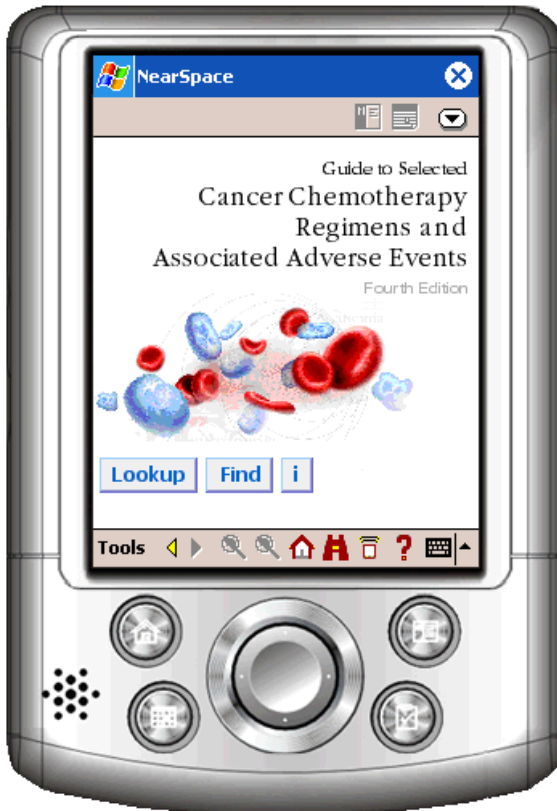 NearSpace
Guide to Selected
Cancer Chemotherapy
Regimens and
Associated Adverse Events
Fourth Edition
Lookup Find i
Tools ?